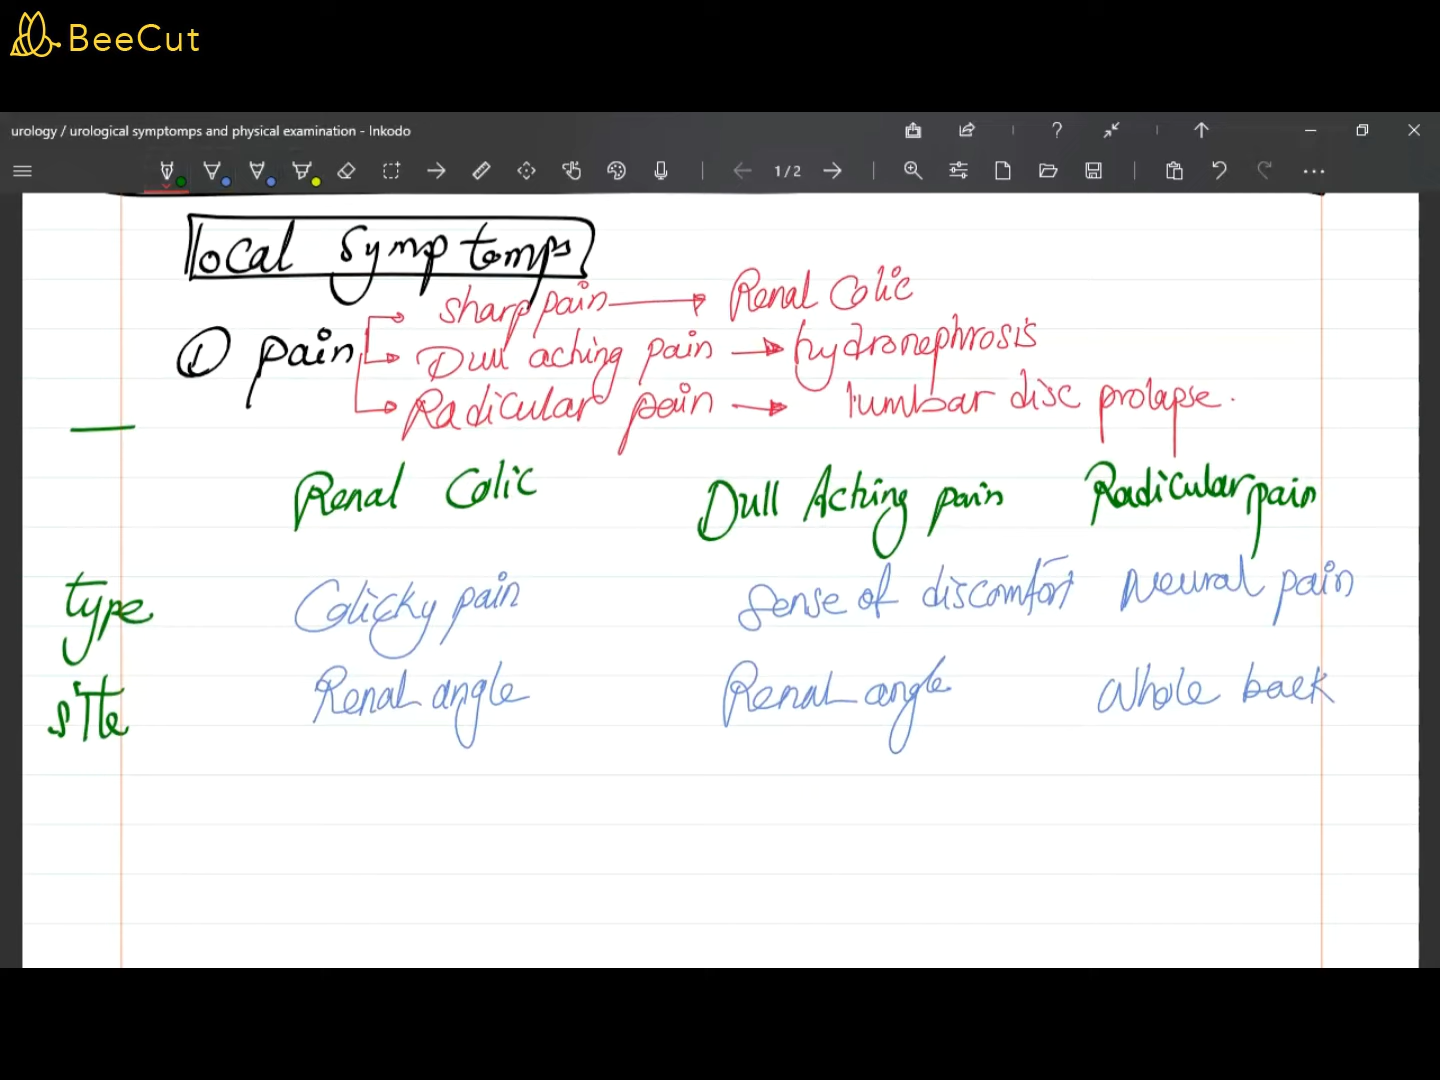 BeeCut
urology / urological symptomps and physical examination - Inkodo
1/2
local symptomps
① pain
sharp pain → Renal Colic
Dull aching pain → hydronephrosis
Radicular pain → lumbar disc prolapse.
Renal Colic Dull Aching pain Radicular pain
type Colicky pain Sense of discomfort Neural pain
site Renal angle Renal angle Whole back